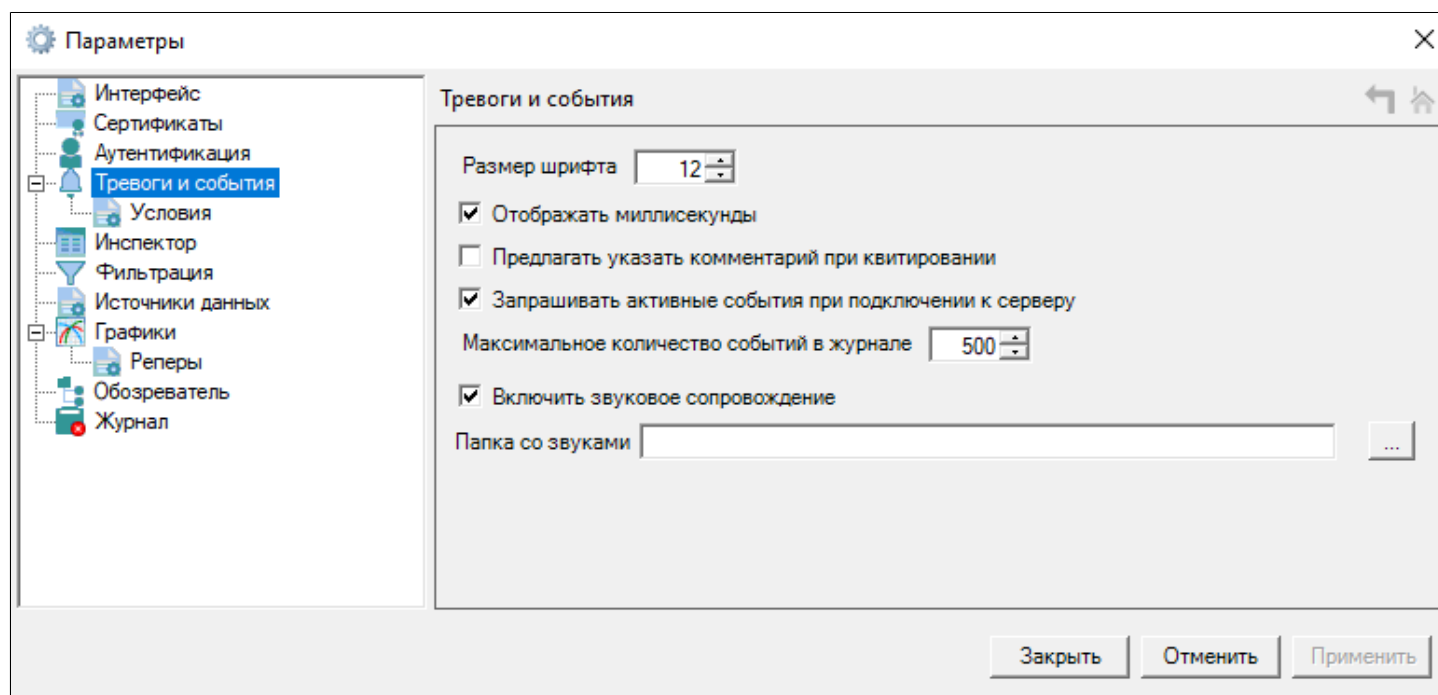 Параметры
Интерфейс
Сертификаты
Аутентификация
Тревоги и события
Условия
Инспектор
Фильтрация
Источники данных
Графики
Реперы
Обозреватель
Журнал
Тревоги и события
Размер шрифта 12
Отображать миллисекунды
Предлагать указать комментарий при квитировании
Запрашивать активные события при подключении к серверу
Максимальное количество событий в журнале 500
Включить звуковое сопровождение
Папка со звуками ...
Закрыть Отменить Применить